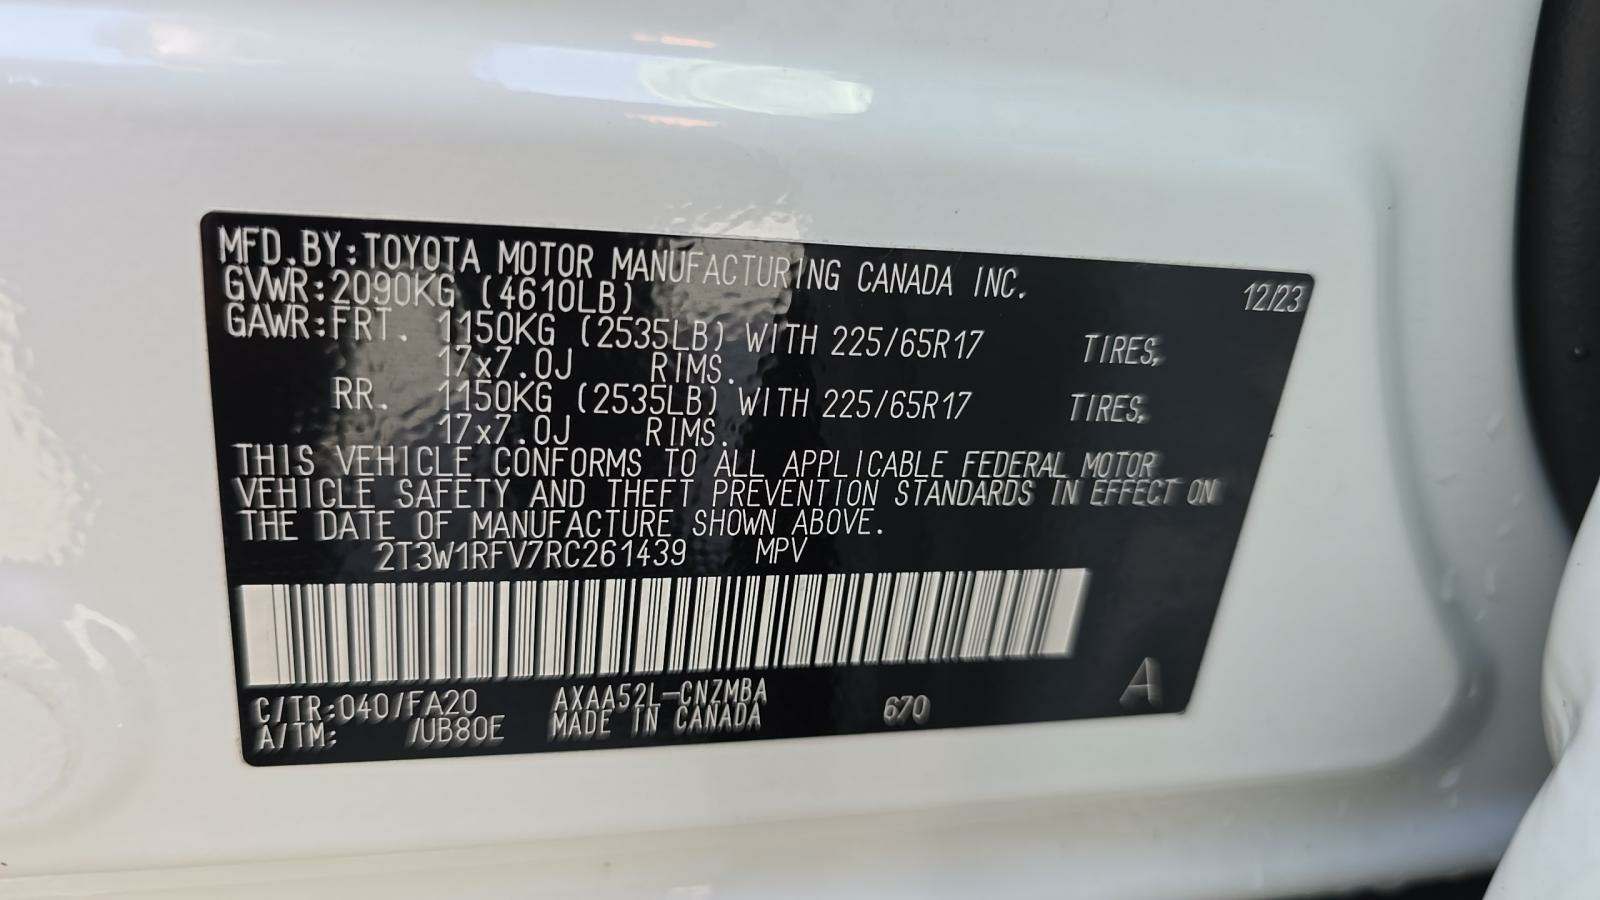 MFD.BY:TOYOTA MOTOR MANUFACTURING CANADA INC. 12/23
GVWR:2090KG (4610LB)
GAWR:FRT. 1150KG (2535LB) WITH 225/65R17 TIRES,
17x7.0J RIMS.
RR. 1150KG (2535LB) WITH 225/65R17 TIRES,
17x7.0J RIMS.
THIS VEHICLE CONFORMS TO ALL APPLICABLE FEDERAL MOTOR
VEHICLE SAFETY AND THEFT PREVENTION STANDARDS IN EFFECT ON
THE DATE OF MANUFACTURE SHOWN ABOVE.
2T3W1RFV7RC261439 MPV
C/TR:040/FA20 AXAA52L-CNZMBA 670 A
A/TM: /UB80E MADE IN CANADA